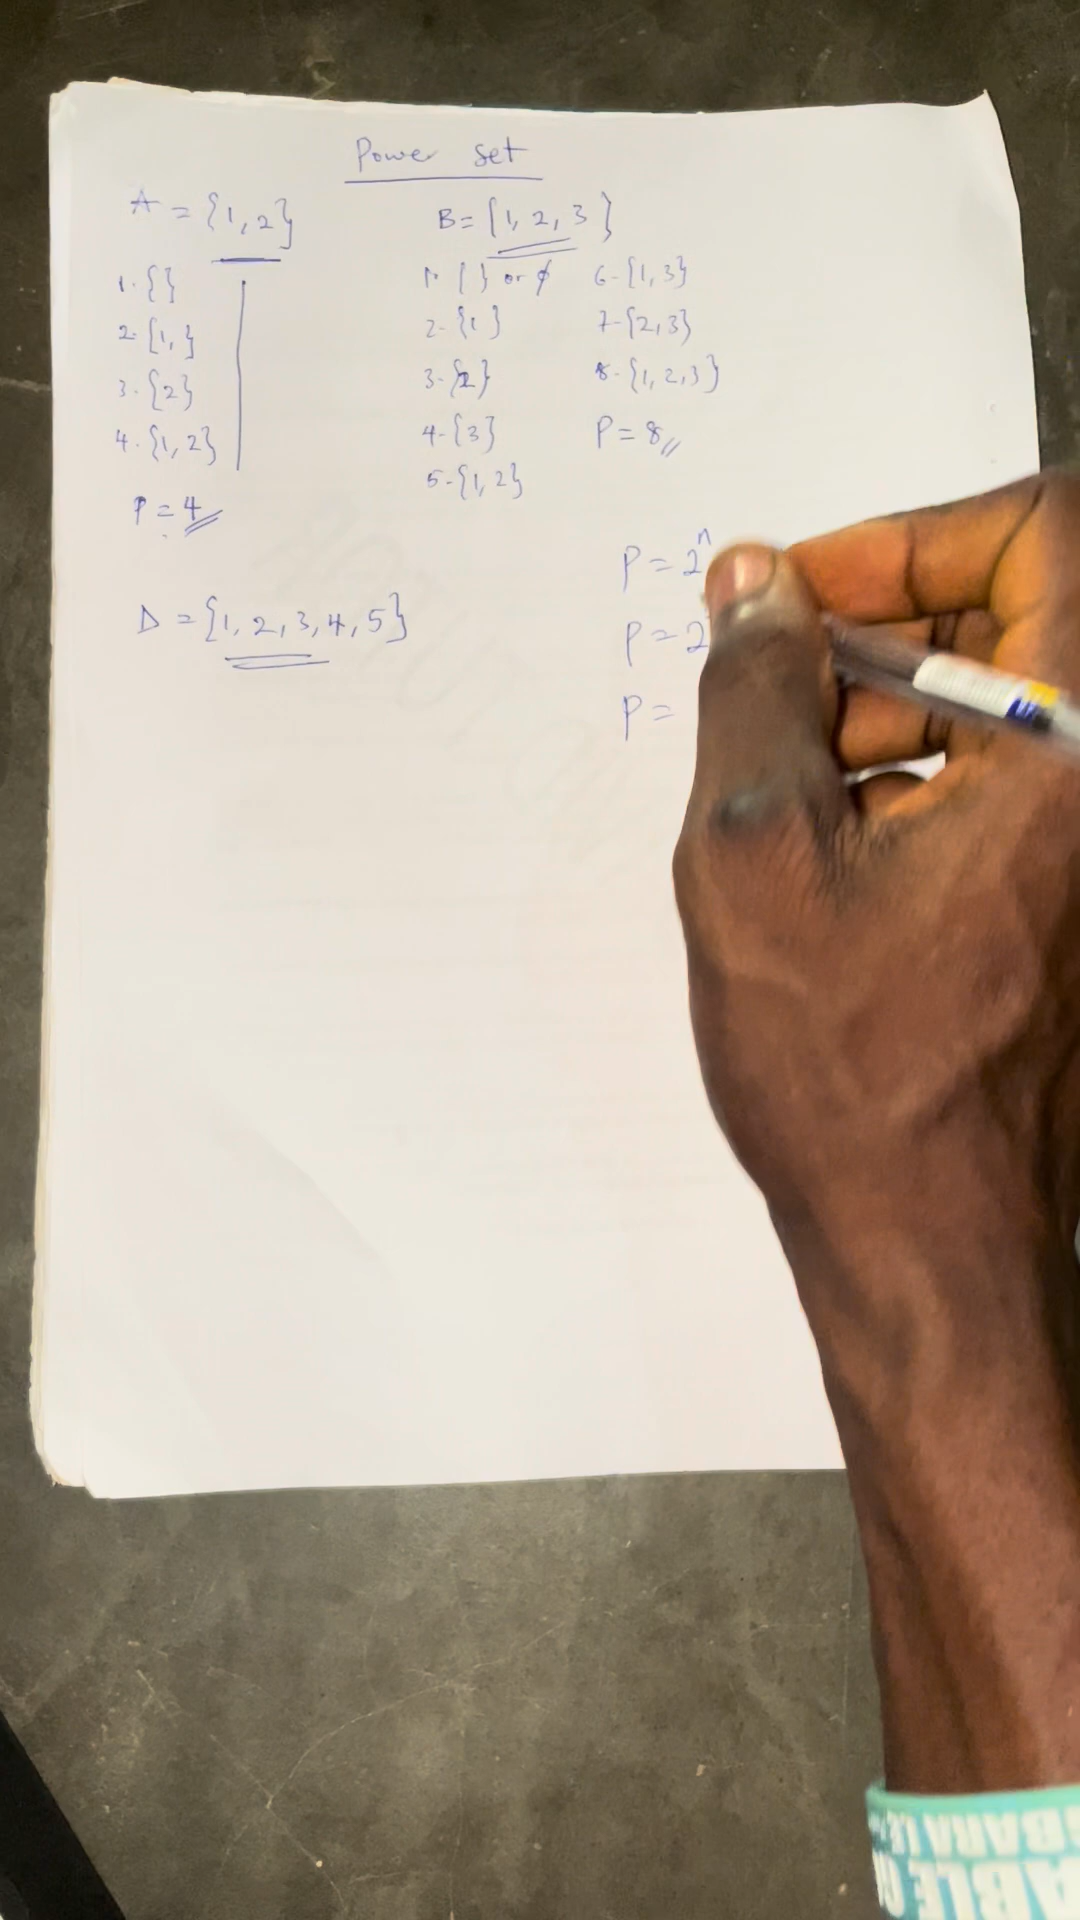 Power set
A = {1, 2}
1. {}
2. {1, }
3. {2}
4. {1, 2}
P = 4
B = {1, 2, 3}
1- { } or ϕ
2- {1}
3- {2}
4- {3}
5- {1, 2}
6- {1, 3}
7- {2, 3}
8- {1, 2, 3}
P = 8
D = {1, 2, 3, 4, 5}
P = 2ⁿ
P = 2
P =